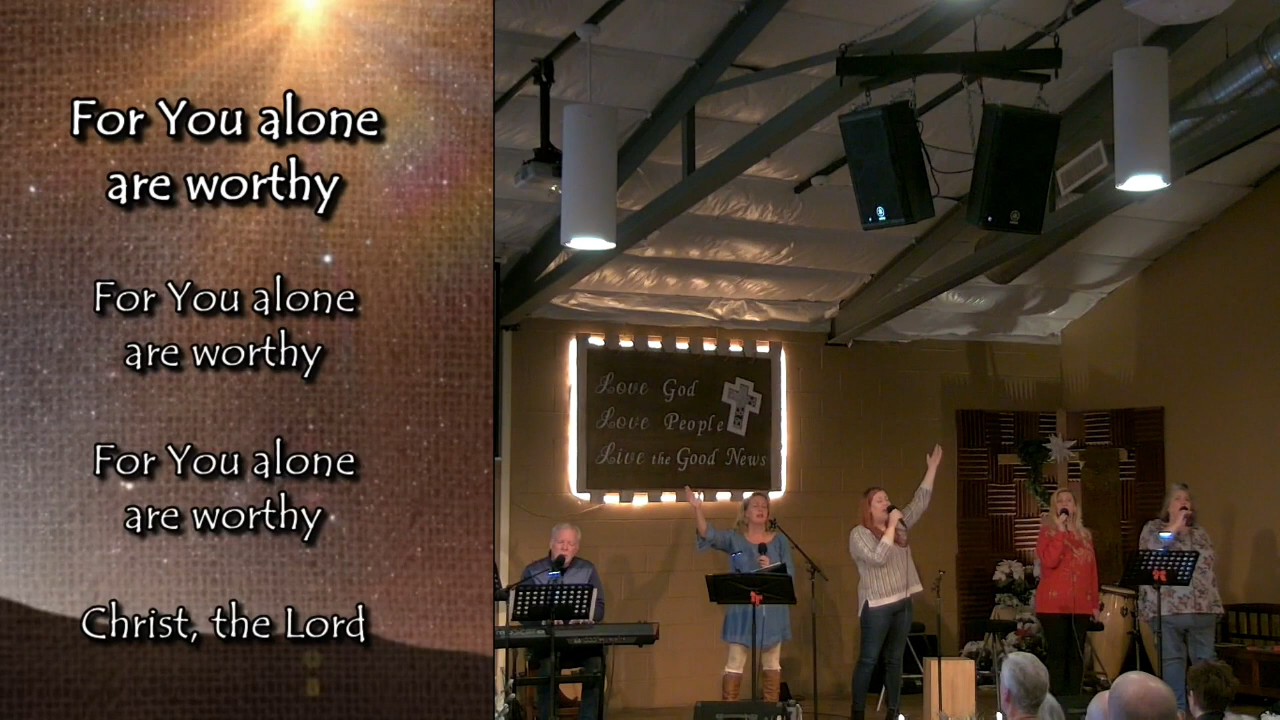 For You alone
are worthy
For You alone
are worthy
For You alone
are worthy
Christ, the Lord
Love God
Love People
Live the Good News